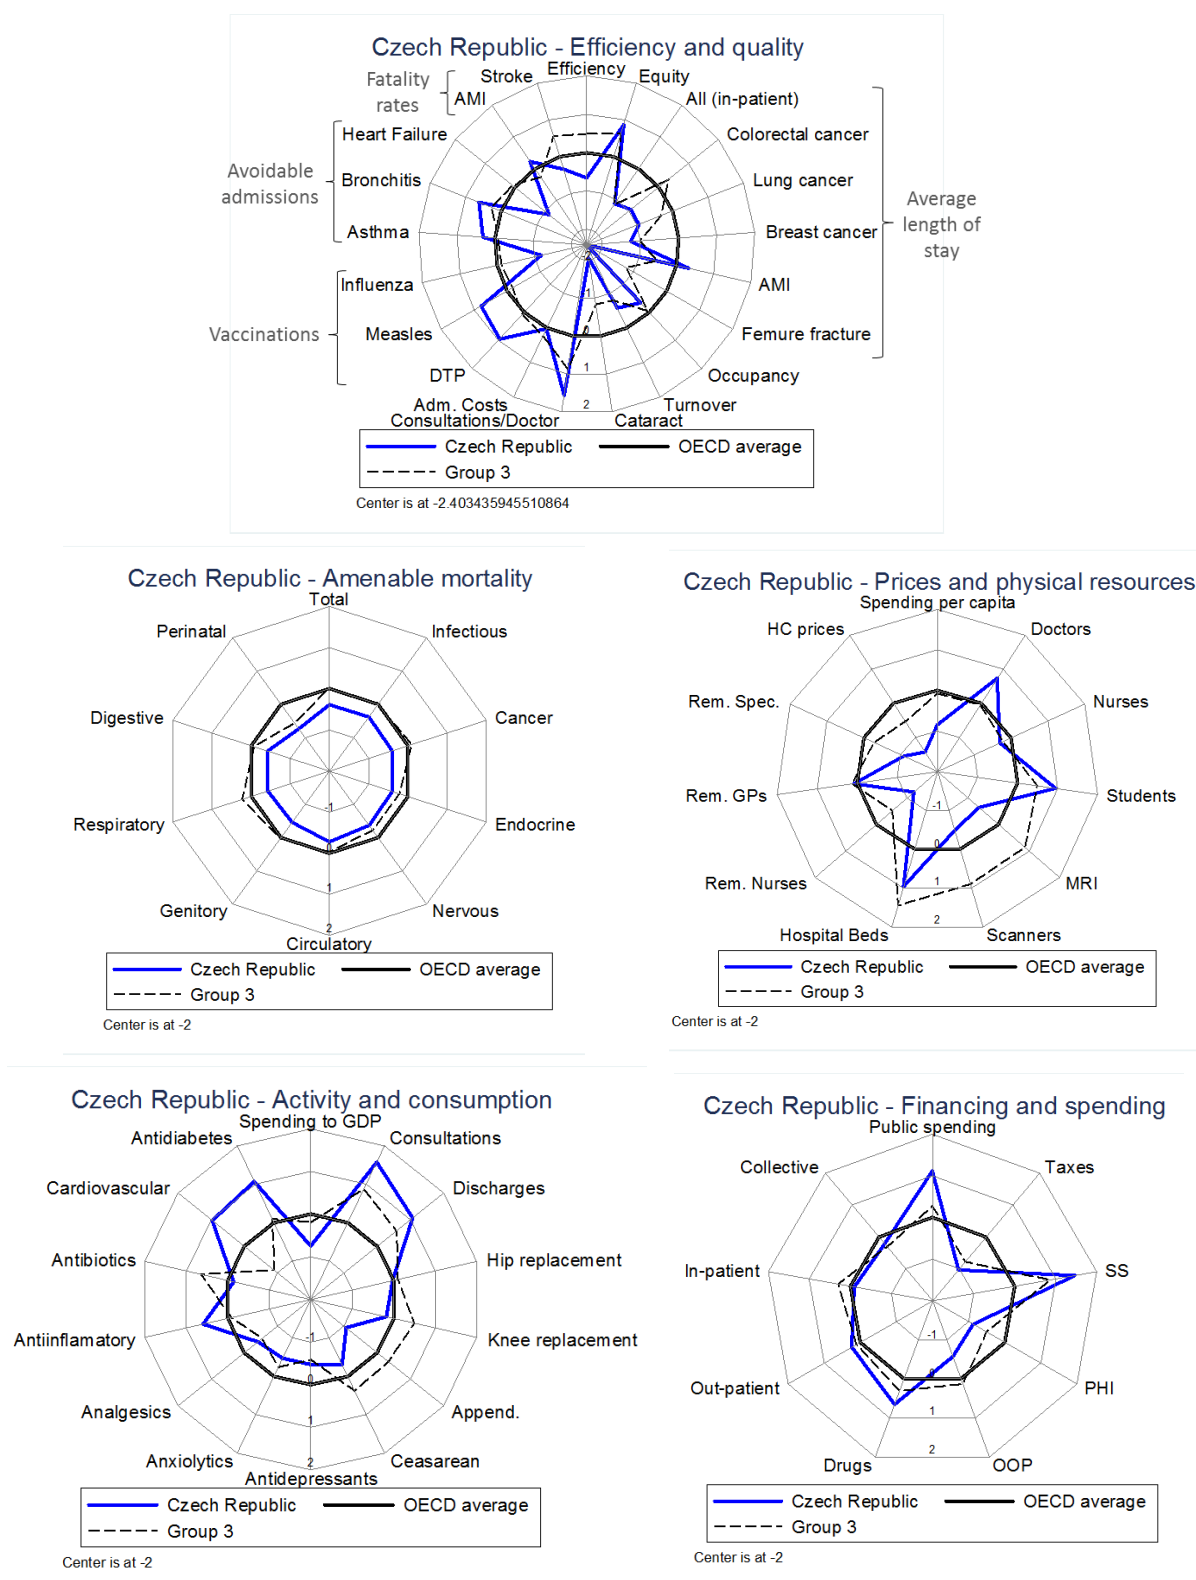 Czech Republic - Efficiency and quality
Efficiency
Equity
All (in-patient)
Colorectal cancer
Lung cancer
Breast cancer
AMI
Femure fracture
Occupancy
Turnover
Cataract
Consultations/Doctor
Adm. Costs
DTP
Measles
Influenza
Asthma
Bronchitis
Heart Failure
AMI
Stroke
Fatality
rates
Avoidable
admissions
Vaccinations
Average
length of
stay
-1
0
1
2
Czech Republic
OECD average
Group 3
Center is at -2.403435945510864
Czech Republic - Amenable mortality
Total
Infectious
Cancer
Endocrine
Nervous
Circulatory
Genitory
Respiratory
Digestive
Perinatal
-1
0
1
2
Czech Republic
OECD average
Group 3
Center is at -2
Czech Republic - Prices and physical resources
Spending per capita
Doctors
Nurses
Students
MRI
Scanners
Hospital Beds
Rem. Nurses
Rem. GPs
Rem. Spec.
HC prices
-1
0
1
2
Czech Republic
OECD average
Group 3
Center is at -2
Czech Republic - Activity and consumption
Spending to GDP
Consultations
Discharges
Hip replacement
Knee replacement
Append.
Ceasarean
Antidepressants
Anxiolytics
Analgesics
Antiinflamatory
Antibiotics
Cardiovascular
Antidiabetes
-1
0
1
2
Czech Republic
OECD average
Group 3
Center is at -2
Czech Republic - Financing and spending
Public spending
Taxes
SS
PHI
OOP
Drugs
Out-patient
In-patient
Collective
-1
0
1
2
Czech Republic
OECD average
Group 3
Center is at -2